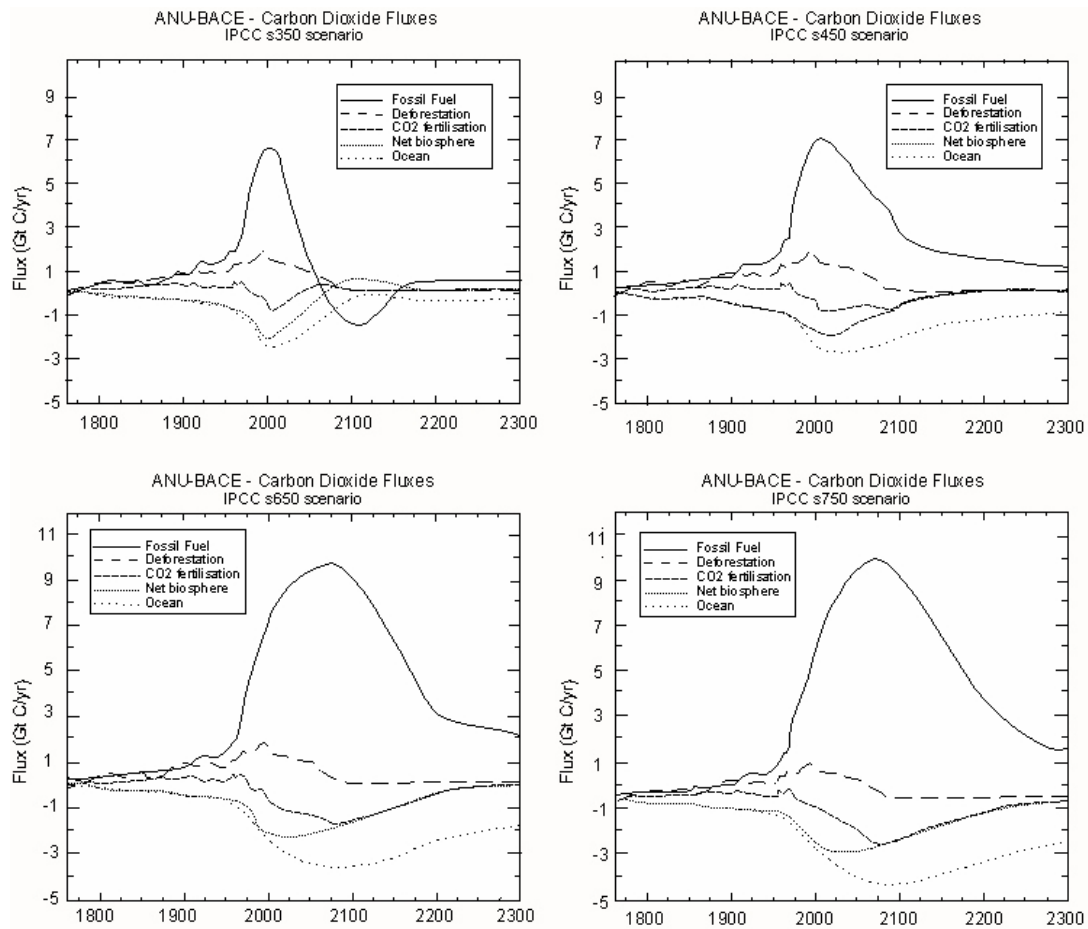 ANU-BACE - Carbon Dioxide Fluxes
IPCC s350 scenario
Flux (Gt C/yr)
9
7
5
3
1
-1
-3
-5
Fossil Fuel
Deforestation
CO2 fertilisation
Net biosphere
Ocean
1800 1900 2000 2100 2200 2300
ANU-BACE - Carbon Dioxide Fluxes
IPCC s450 scenario
Flux (Gt C/yr)
9
7
5
3
1
-1
-3
-5
Fossil Fuel
Deforestation
CO2 fertilisation
Net biosphere
Ocean
1800 1900 2000 2100 2200 2300
ANU-BACE - Carbon Dioxide Fluxes
IPCC s650 scenario
Flux (Gt C/yr)
11
9
7
5
3
1
-1
-3
-5
Fossil Fuel
Deforestation
CO2 fertilisation
Net biosphere
Ocean
1800 1900 2000 2100 2200 2300
ANU-BACE - Carbon Dioxide Fluxes
IPCC s750 scenario
Flux (Gt C/yr)
11
9
7
5
3
1
-1
-3
-5
Fossil Fuel
Deforestation
CO2 fertilisation
Net biosphere
Ocean
1800 1900 2000 2100 2200 2300